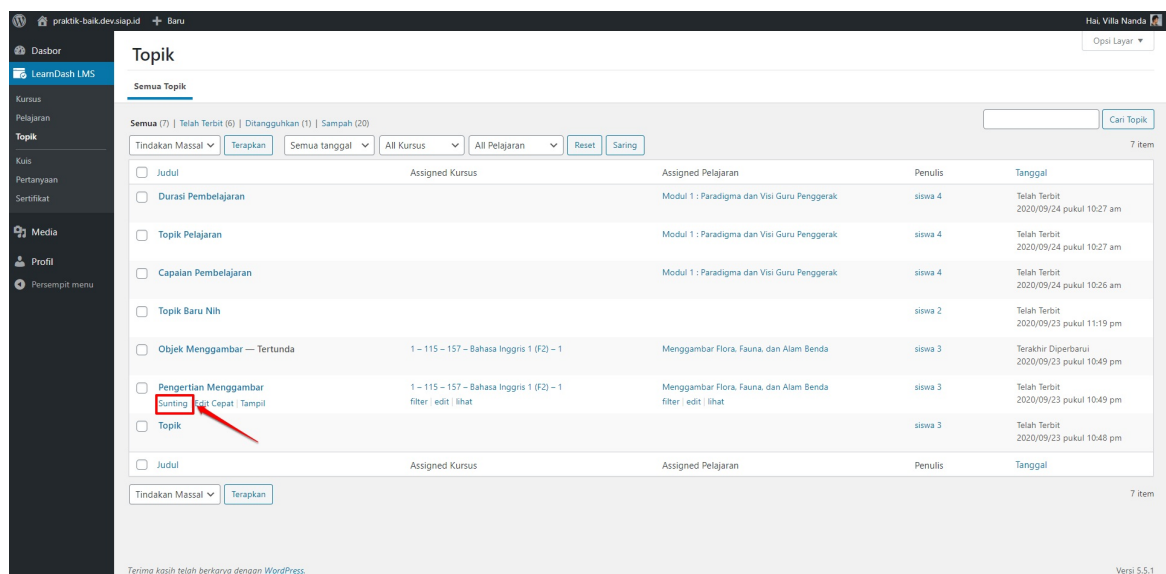 praktik-baik.dev.siap.id + Baru Hai, Villa Nanda
Opsi Layar ▼
Dasbor
LearnDash LMS
Kursus
Pelajaran
Topik
Kuis
Pertanyaan
Sertifikat
Media
Profil
Persempit menu
Topik
Semua Topik
Semua (7) | Telah Terbit (6) | Ditangguhkan (1) | Sampah (20)
Cari Topik
Tindakan Massal Terapkan Semua tanggal All Kursus All Pelajaran Reset Saring 7 item
Judul Assigned Kursus Assigned Pelajaran Penulis Tanggal
Durasi Pembelajaran Modul 1 : Paradigma dan Visi Guru Penggerak siswa 4 Telah Terbit
2020/09/24 pukul 10:27 am
Topik Pelajaran Modul 1 : Paradigma dan Visi Guru Penggerak siswa 4 Telah Terbit
2020/09/24 pukul 10:27 am
Capaian Pembelajaran Modul 1 : Paradigma dan Visi Guru Penggerak siswa 4 Telah Terbit
2020/09/24 pukul 10:26 am
Topik Baru Nih siswa 2 Telah Terbit
2020/09/23 pukul 11:19 pm
Objek Menggambar — Tertunda 1 – 115 – 157 – Bahasa Inggris 1 (F2) – 1 Menggambar Flora, Fauna, dan Alam Benda siswa 3 Terakhir Diperbarui
2020/09/23 pukul 10:49 pm
Pengertian Menggambar 1 – 115 – 157 – Bahasa Inggris 1 (F2) – 1 Menggambar Flora, Fauna, dan Alam Benda siswa 3 Telah Terbit
Sunting Edit Cepat | Tampil filter | edit | lihat filter | edit | lihat 2020/09/23 pukul 10:49 pm
Topik siswa 3 Telah Terbit
2020/09/23 pukul 10:48 pm
Judul Assigned Kursus Assigned Pelajaran Penulis Tanggal
Tindakan Massal Terapkan 7 item
Terima kasih telah berkarya dengan WordPress. Versi 5.5.1